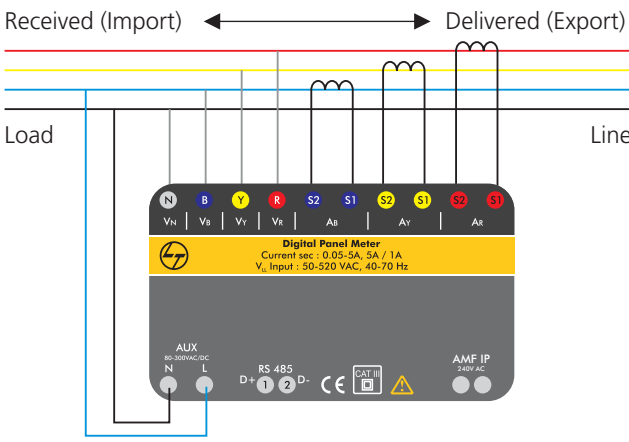 Received (Import) Delivered (Export)
Load Line
N B Y R S2 S1 S2 S1 S2 S1
VN VB VY VR AB AY AR
Digital Panel Meter
Current sec : 0.05-5A, 5A / 1A
VLL Input : 50-520 VAC, 40-70 Hz
AUX
80-300VAC/DC
N L
RS 485
D+ 1 2 D-
CE
CAT III
AMF IP
240V AC